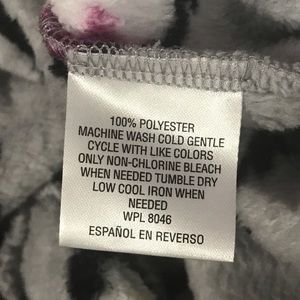 100% POLYESTER
MACHINE WASH COLD GENTLE
CYCLE WITH LIKE COLORS
ONLY NON-CHLORINE BLEACH
WHEN NEEDED TUMBLE DRY
LOW COOL IRON WHEN
NEEDED
WPL 8046
ESPAÑOL EN REVERSO